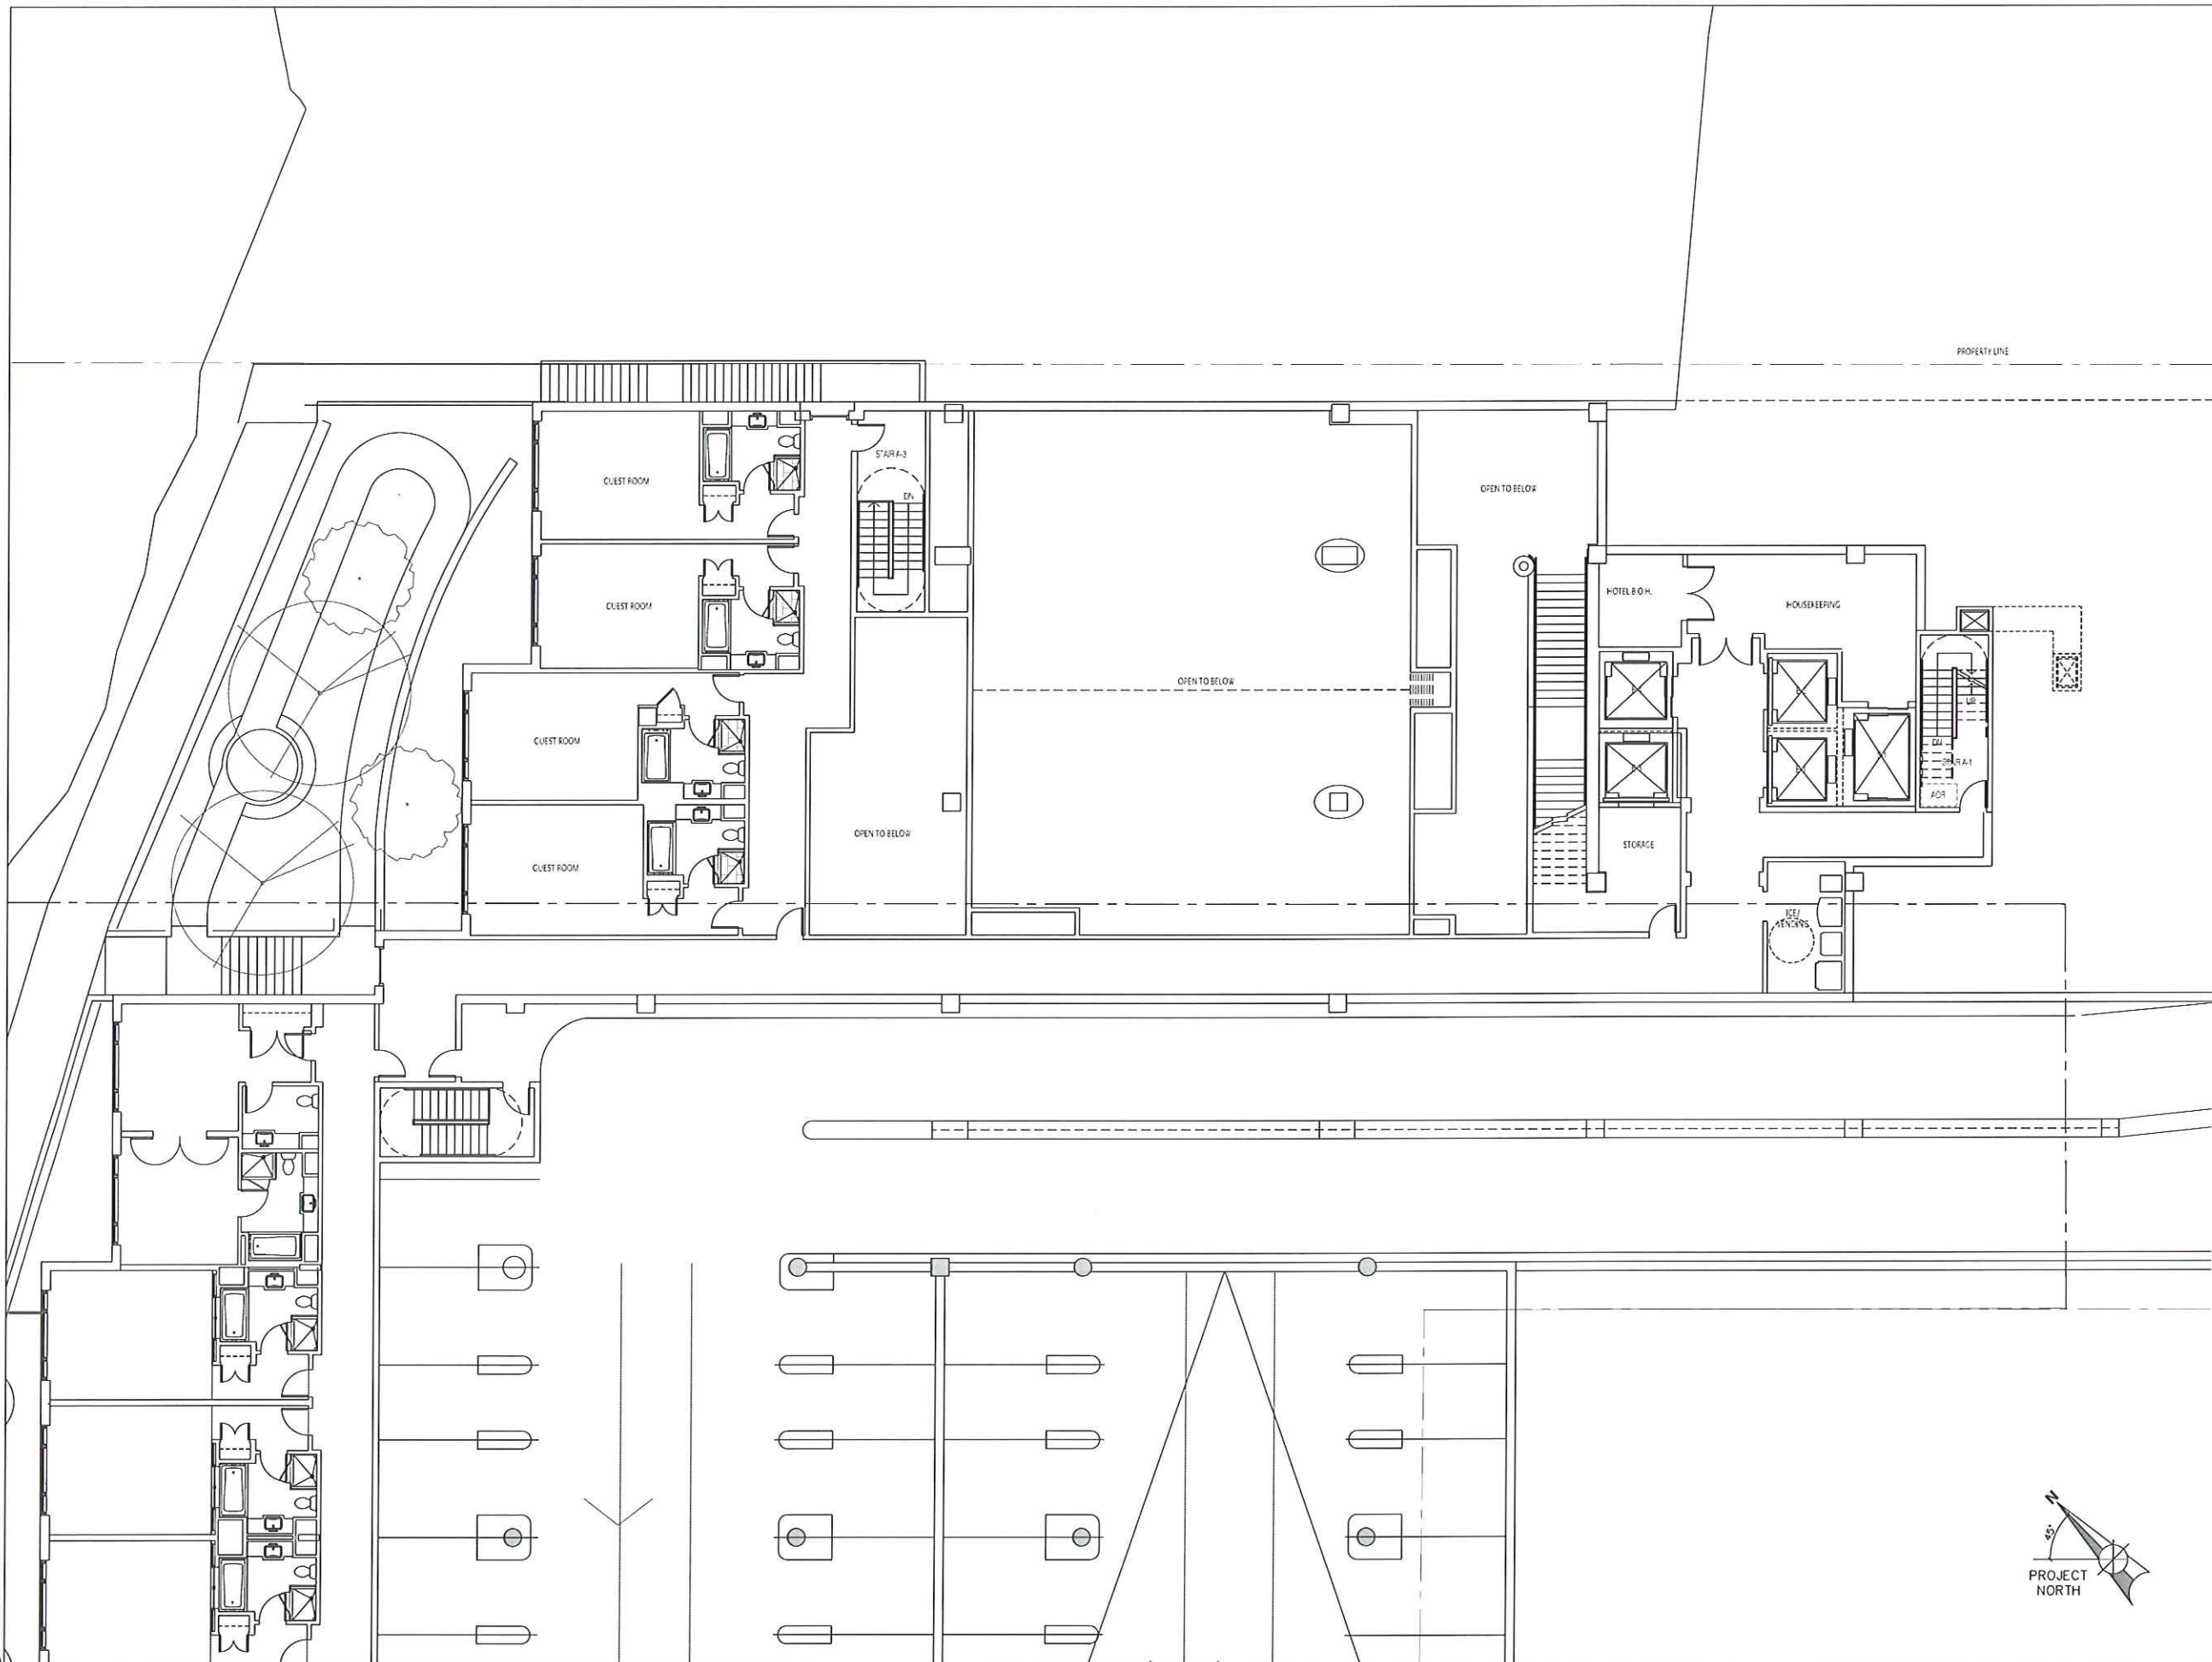 PROPERTY LINE
STAIR A-3
GUEST ROOM
DN
OPEN TO BELOW
HOTEL B.O.H.
HOUSEKEEPING
GUEST ROOM
OPEN TO BELOW
UP
GUEST ROOM
DN
STAIR A-1
AOR
OPEN TO BELOW
STORAGE
GUEST ROOM
ICE/
VENDING
N
45°
PROJECT
NORTH